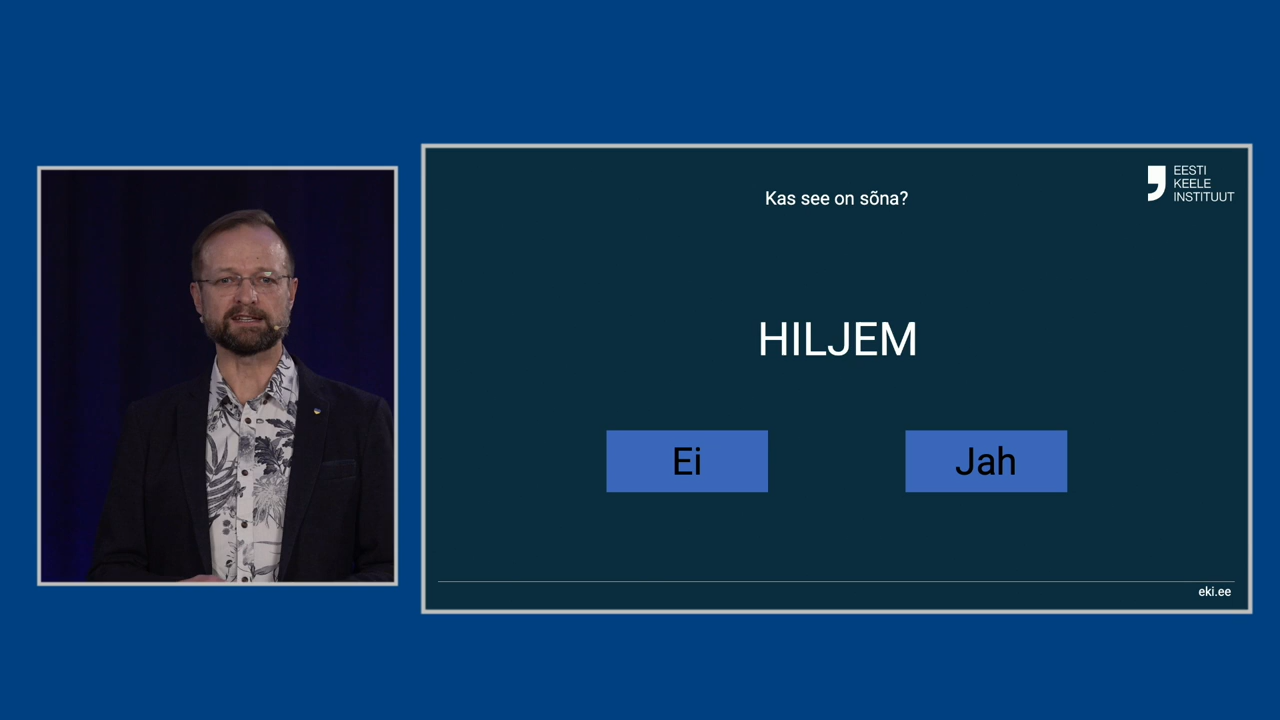 EESTI
KEELE
INSTITUUT
Kas see on sõna?
HILJEM
Ei
Jah
eki.ee